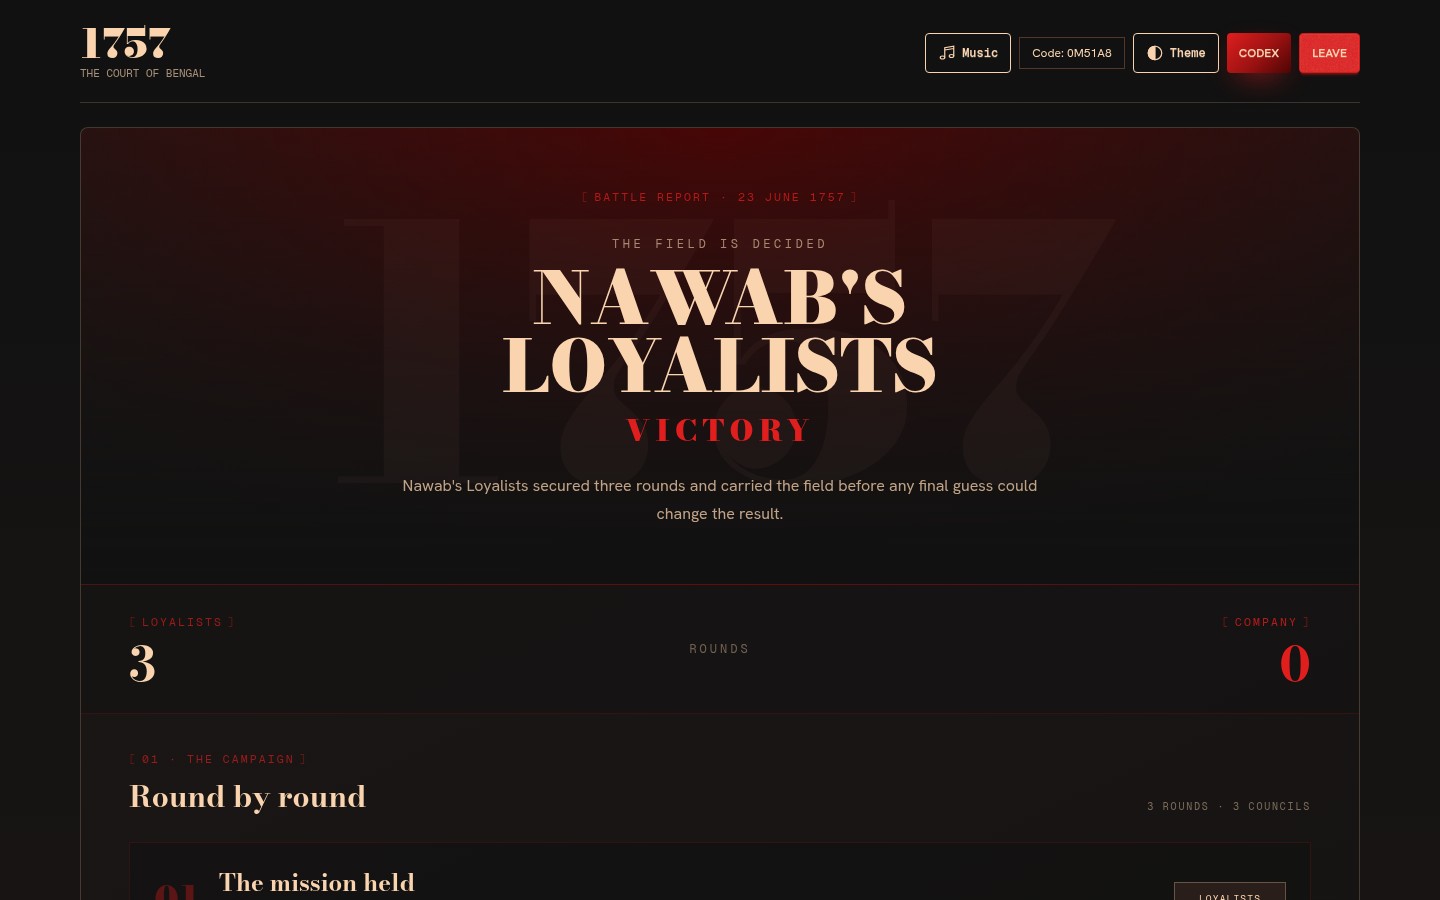 1757
THE COURT OF BENGAL
Music
Code: 0M51A8
Theme
CODEX
LEAVE
1757
[ BATTLE REPORT · 23 JUNE 1757 ]
THE FIELD IS DECIDED
NAWAB'S
LOYALISTS
VICTORY
Nawab's Loyalists secured three rounds and carried the field before any final guess could
change the result.
[ LOYALISTS ]
3
ROUNDS
[ COMPANY ]
0
[ 01 · THE CAMPAIGN ]
Round by round
3 ROUNDS · 3 COUNCILS
01
The mission held
LOYALISTS